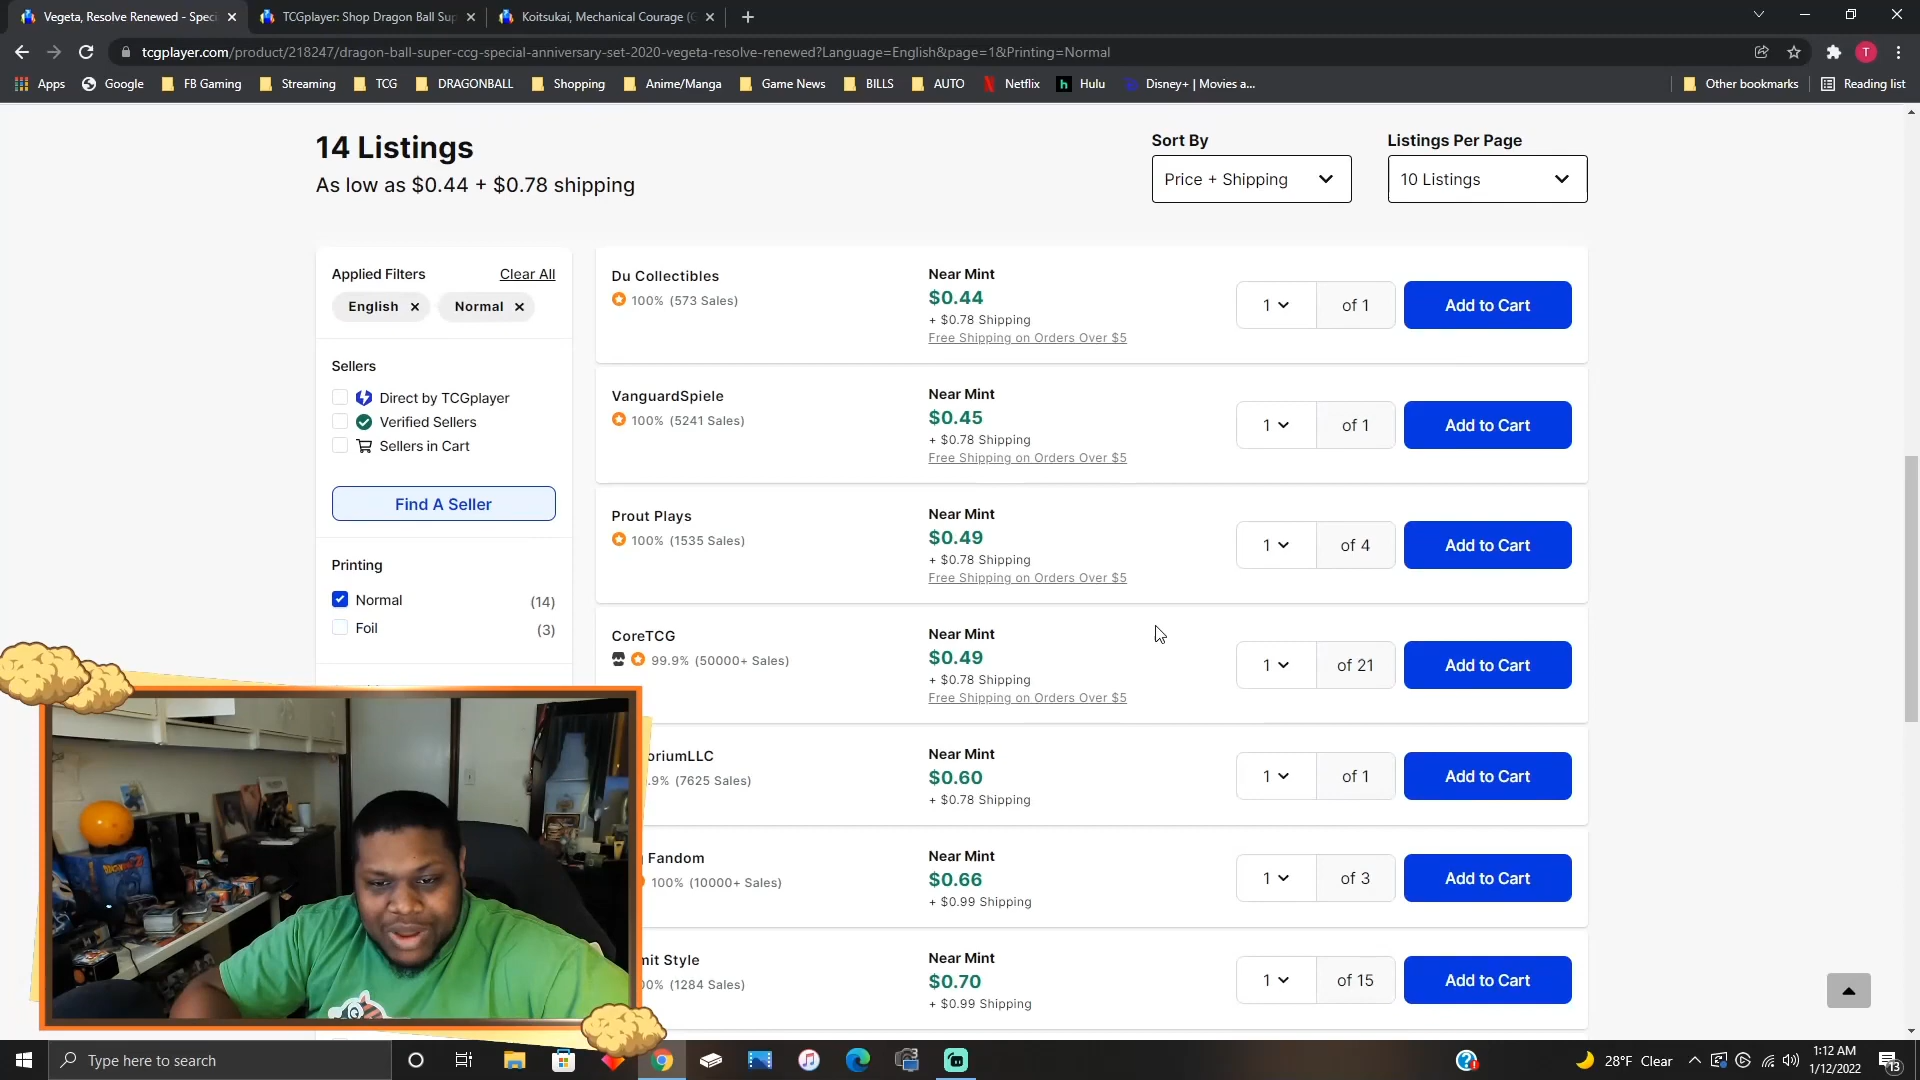 Vegeta, Resolve Renewed - Speci
TCGplayer: Shop Dragon Ball Sup
Koitsukai, Mechanical Courage (G
tcgplayer.com/product/218247/dragon-ball-super-ccg-special-anniversary-set-2020-vegeta-resolve-renewed?Language=English&page=1&Printing=Normal
T
Apps
Google
FB Gaming
Streaming
TCG
DRAGONBALL
Shopping
Anime/Manga
Game News
BILLS
AUTO
Netflix
Hulu
Disney+ | Movies a...
Other bookmarks
Reading list
14 Listings
As low as $0.44 + $0.78 shipping
Sort By
Price + Shipping
Listings Per Page
10 Listings
Applied Filters
Clear All
English
Normal
Sellers
Direct by TCGplayer
Verified Sellers
Sellers in Cart
Find A Seller
Printing
Normal (14)
Foil (3)
Du Collectibles
100% (573 Sales)
Near Mint
$0.44
+ $0.78 Shipping
Free Shipping on Orders Over $5
1 of 1
Add to Cart
VanguardSpiele
100% (5241 Sales)
Near Mint
$0.45
+ $0.78 Shipping
Free Shipping on Orders Over $5
1 of 1
Add to Cart
Prout Plays
100% (1535 Sales)
Near Mint
$0.49
+ $0.78 Shipping
Free Shipping on Orders Over $5
1 of 4
Add to Cart
CoreTCG
99.9% (50000+ Sales)
Near Mint
$0.49
+ $0.78 Shipping
Free Shipping on Orders Over $5
1 of 21
Add to Cart
oriumLLC
.9% (7625 Sales)
Near Mint
$0.60
+ $0.78 Shipping
1 of 1
Add to Cart
Fandom
100% (10000+ Sales)
Near Mint
$0.66
+ $0.99 Shipping
1 of 3
Add to Cart
mit Style
00% (1284 Sales)
Near Mint
$0.70
+ $0.99 Shipping
1 of 15
Add to Cart
Type here to search
28°F Clear
1:12 AM
1/12/2022
13